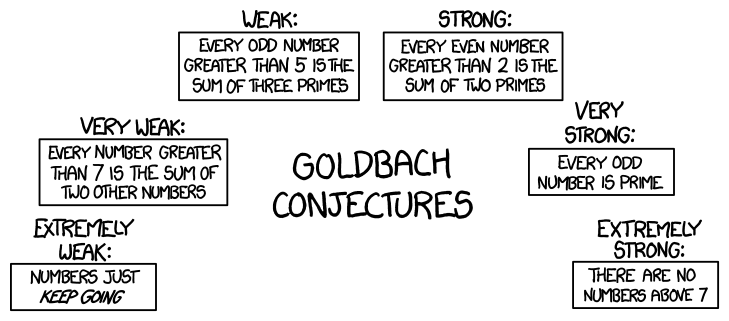 WEAK:
EVERY ODD NUMBER
GREATER THAN 5 IS THE
SUM OF THREE PRIMES
STRONG:
EVERY EVEN NUMBER
GREATER THAN 2 IS THE
SUM OF TWO PRIMES
VERY WEAK:
EVERY NUMBER GREATER
THAN 7 IS THE SUM OF
TWO OTHER NUMBERS
GOLDBACH
CONJECTURES
VERY
STRONG:
EVERY ODD
NUMBER IS PRIME
EXTREMELY
WEAK:
NUMBERS JUST
KEEP GOING
EXTREMELY
STRONG:
THERE ARE NO
NUMBERS ABOVE 7